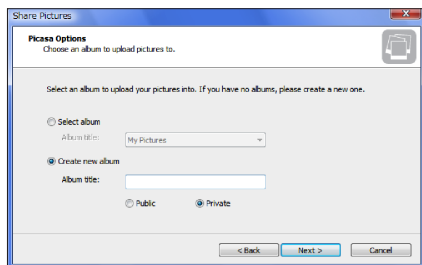 Share Pictures
Picasa Options
Choose an album to upload pictures to.
Select an album to upload your pictures into. If you have no albums, please create a new one.
Select album
Album title:
My Pictures
Create new album
Album title:
Public Private
< Back Next > Cancel